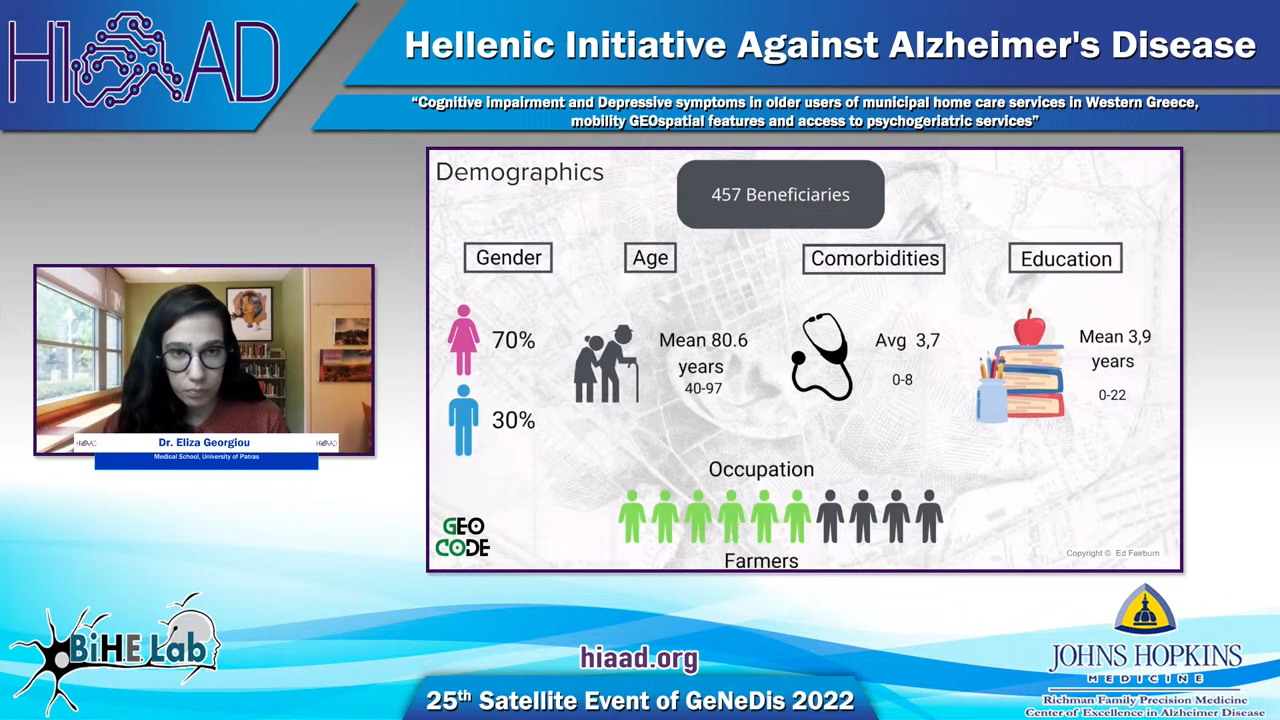 HIAAD
Hellenic Initiative Against Alzheimer's Disease
“Cognitive impairment and Depressive symptoms in older users of municipal home care services in Western Greece,
mobility GEOspatial features and access to psychogeriatric services”
Demographics
457 Beneficiaries
Gender
Age
Comorbidities
Education
70%
30%
Mean 80.6
years
40-97
Avg 3,7
0-8
Mean 3,9
years
0-22
Occupation
Farmers
GEO
CODE
Copyright © Ed Fairburn
HIAAD
Dr. Eliza Georgiou
HIAAD
Medical School, University of Patras
BiHE Lab
hiaad.org
25th Satellite Event of GeNeDis 2022
JOHNS HOPKINS
MEDICINE
Richman Family Precision Medicine
Center of Excellence in Alzheimer Disease